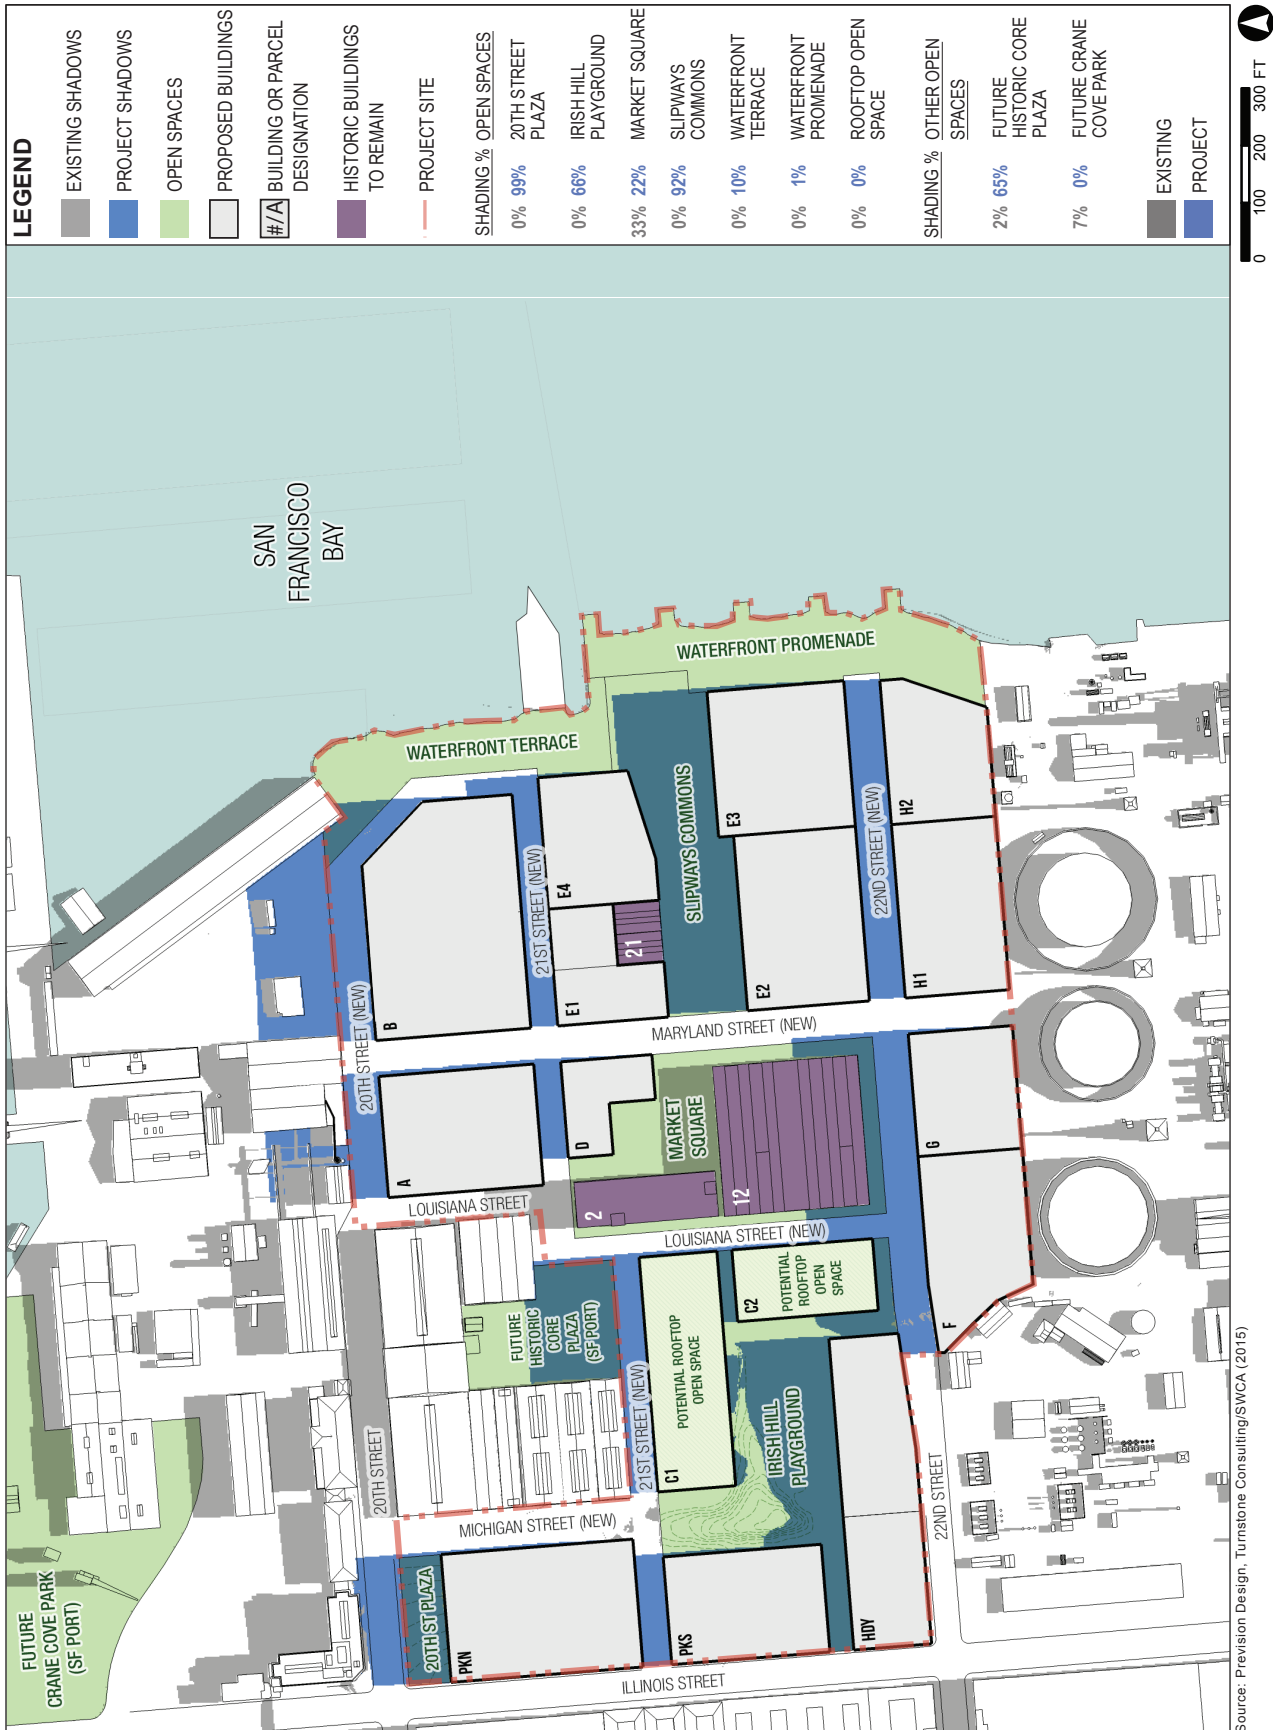 LEGEND
EXISTING SHADOWS
PROJECT SHADOWS
OPEN SPACES
PROPOSED BUILDINGS
#/A
BUILDING OR PARCEL
DESIGNATION
HISTORIC BUILDINGS
TO REMAIN
PROJECT SITE
SHADING % OPEN SPACES
0% 99% 20TH STREET
PLAZA
0% 66% IRISH HILL
PLAYGROUND
33% 22% MARKET SQUARE
0% 92% SLIPWAYS
COMMONS
0% 10% WATERFRONT
TERRACE
0% 1% WATERFRONT
PROMENADE
0% 0% ROOFTOP OPEN
SPACE
SHADING % OTHER OPEN
SPACES
2% 65% FUTURE
HISTORIC CORE
PLAZA
7% 0% FUTURE CRANE
COVE PARK
EXISTING
PROJECT
0 100 200 300 FT
SAN
FRANCISCO
BAY
WATERFRONT TERRACE
WATERFRONT PROMENADE
SLIPWAYS COMMONS
B
E4
E1
21
E3
E2
H2
H1
20TH STREET (NEW)
21ST STREET (NEW)
22ND STREET (NEW)
MARYLAND STREET (NEW)
A
D
MARKET
SQUARE
2
12
G
F
LOUISIANA STREET
LOUISIANA STREET (NEW)
FUTURE
HISTORIC
CORE
PLAZA
(SF PORT)
C1
POTENTIAL ROOFTOP
OPEN SPACE
C2
POTENTIAL
ROOFTOP
OPEN
SPACE
IRISH HILL
PLAYGROUND
20TH STREET
21ST STREET (NEW)
22ND STREET
MICHIGAN STREET (NEW)
FUTURE
CRANE COVE PARK
(SF PORT)
20TH ST PLAZA
PKN
PKS
HDY
ILLINOIS STREET
Source: Prevision Design, Turnstone Consulting/SWCA (2015)